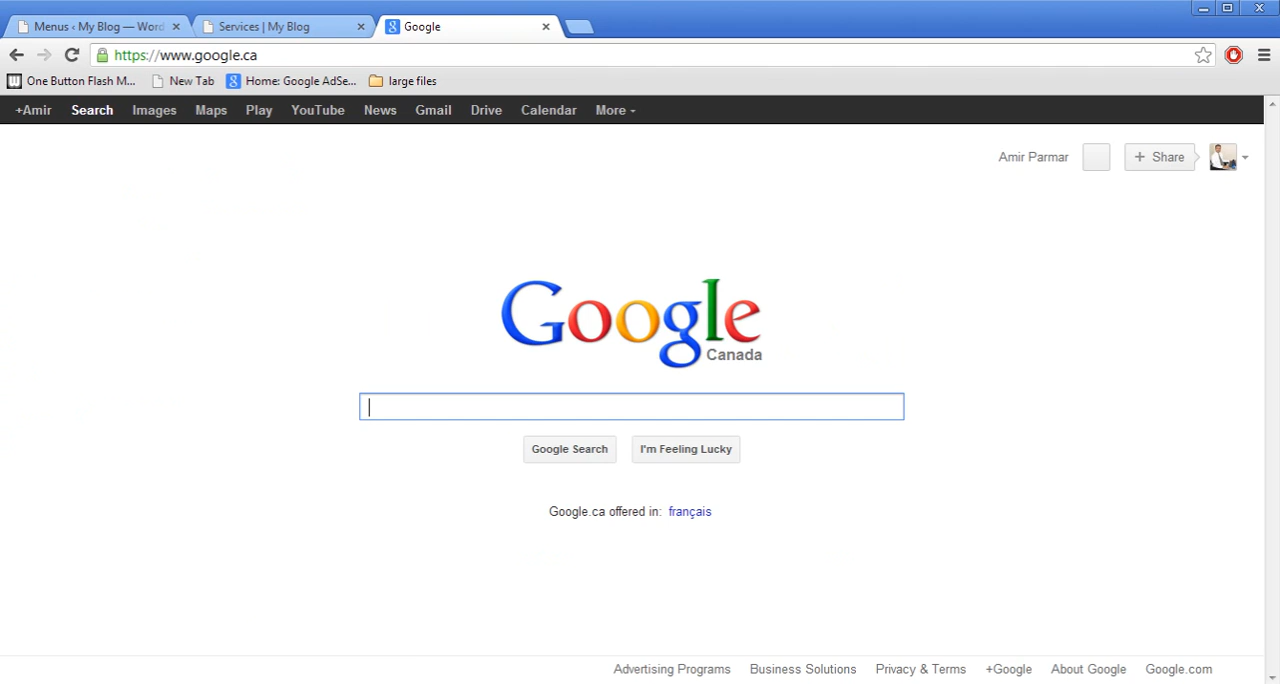 Menus ‹ My Blog — Word
Services | My Blog
Google
https://www.google.ca
One Button Flash M...
New Tab
Home: Google AdSe...
large files
+Amir Search Images Maps Play YouTube News Gmail Drive Calendar More
Amir Parmar
+ Share
Google
Canada
Google Search
I'm Feeling Lucky
Google.ca offered in: français
Advertising Programs Business Solutions Privacy & Terms +Google About Google Google.com